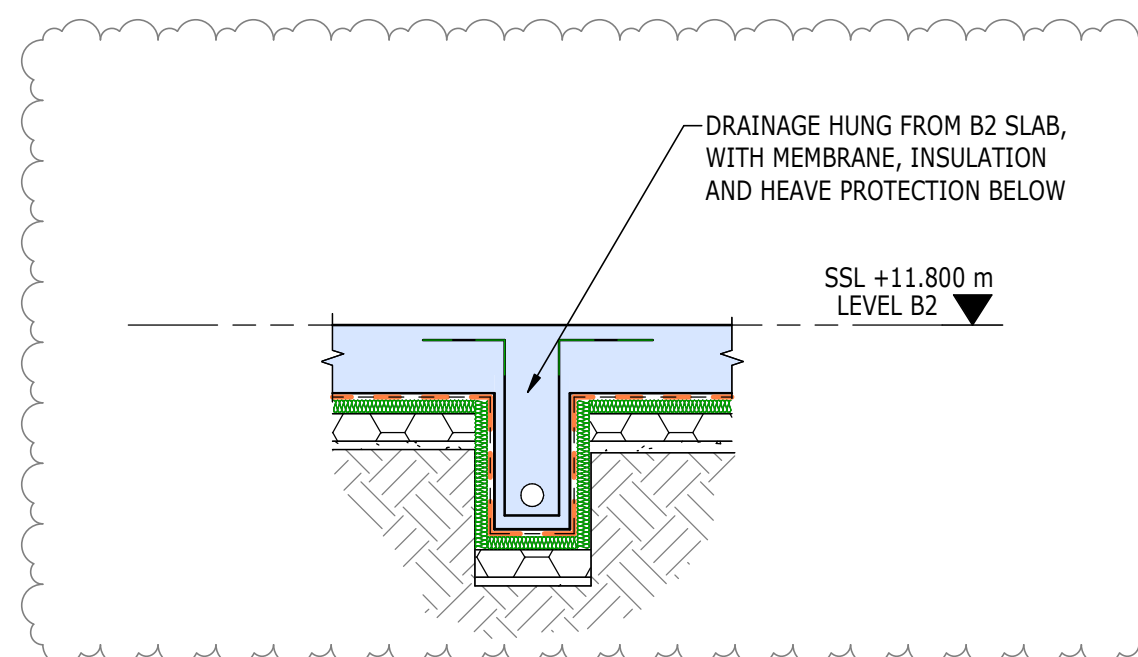 DRAINAGE HUNG FROM B2 SLAB,
WITH MEMBRANE, INSULATION
AND HEAVE PROTECTION BELOW
SSL +11.800 m
LEVEL B2